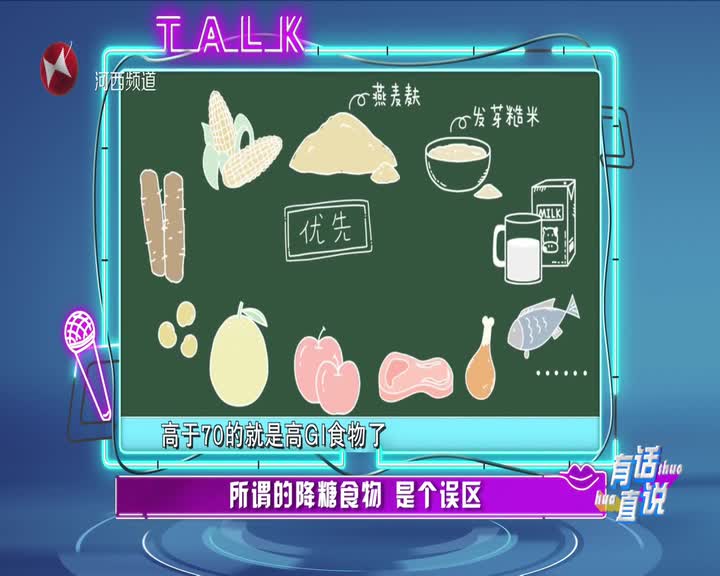 TALK
河西频道
燕麦麸
发芽糙米
优先
MILK
高于70的就是高GI食物了
所谓的降糖食物 是个误区
有话直说
hua
shuo